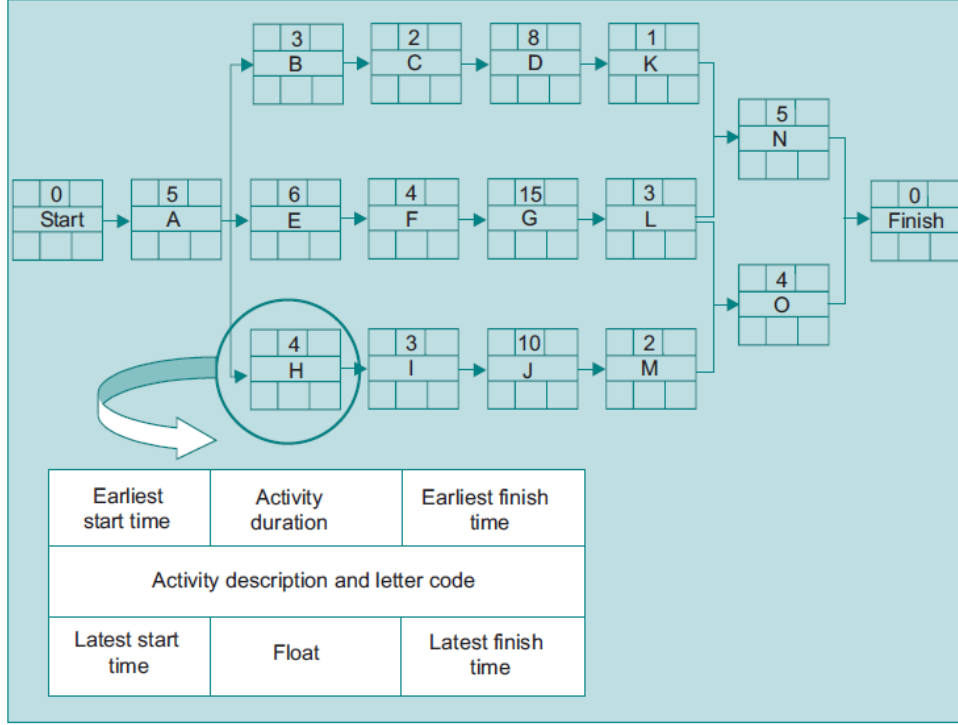 3
B
2
C
8
D
1
K
5
N
0
Start
5
A
6
E
4
F
15
G
3
L
0
Finish
4
O
4
H
3
I
10
J
2
M
Earliest
start time
Activity
duration
Earliest finish
time
Activity description and letter code
Latest start
time
Float
Latest finish
time